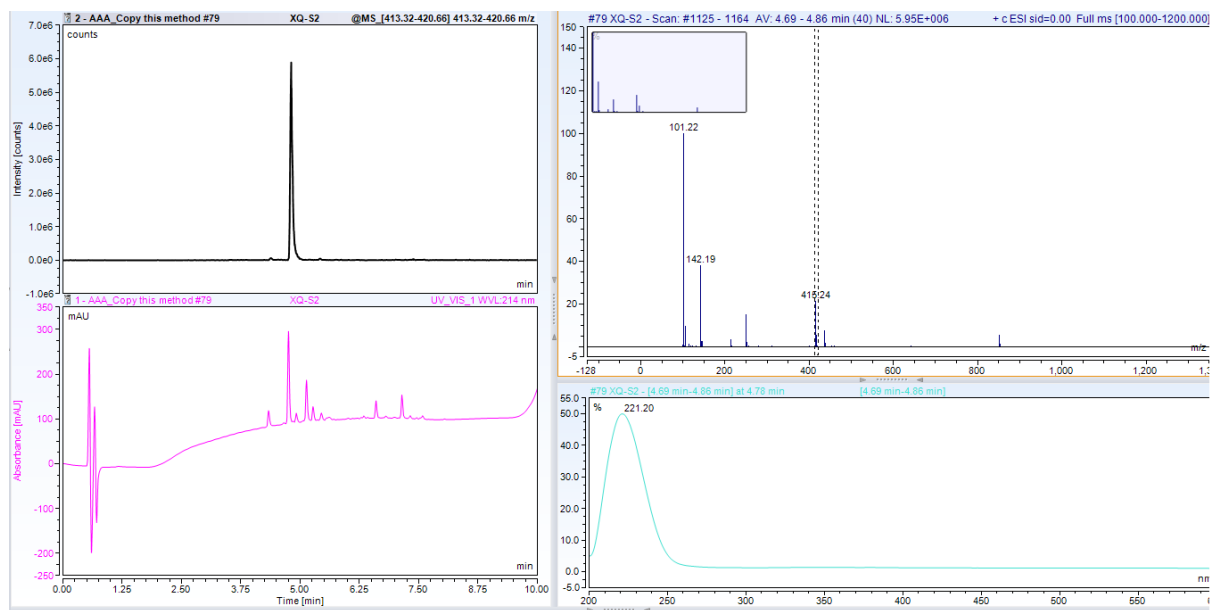 2 - AAA_Copy this method #79 XQ-S2 @MS_[413.32-420.66] 413.32-420.66 m/z
counts
Intensity [counts]
7.0e6
6.0e6
5.0e6
4.0e6
3.0e6
2.0e6
1.0e6
0.0e0
-1.0e6
min
1 - AAA_Copy this method #79 XQ-S2 UV_VIS_1 WVL:214 nm
mAU
Absorbance [mAU]
350
300
200
100
0
-100
-200
-250
min
0.00 1.25 2.50 3.75 5.00 6.25 7.50 8.75 10.00
Time [min]
#79 XQ-S2 - Scan: #1125 - 1164 AV: 4.69 - 4.86 min (40) NL: 5.95E+006 + c ESI sid=0.00 Full ms [100.000-1200.000]
150
%
140
120
100
80
60
40
20
-5
101.22
142.19
415.24
m/z
-128 0 200 400 600 800 1,000 1,200
#79 XQ-S2 - [4.69 min-4.86 min] at 4.78 min [4.69 min-4.86 min]
55.0
50.0
40.0
30.0
20.0
10.0
0.0
-5.0
%
221.20
200 250 300 350 400 450 500 550